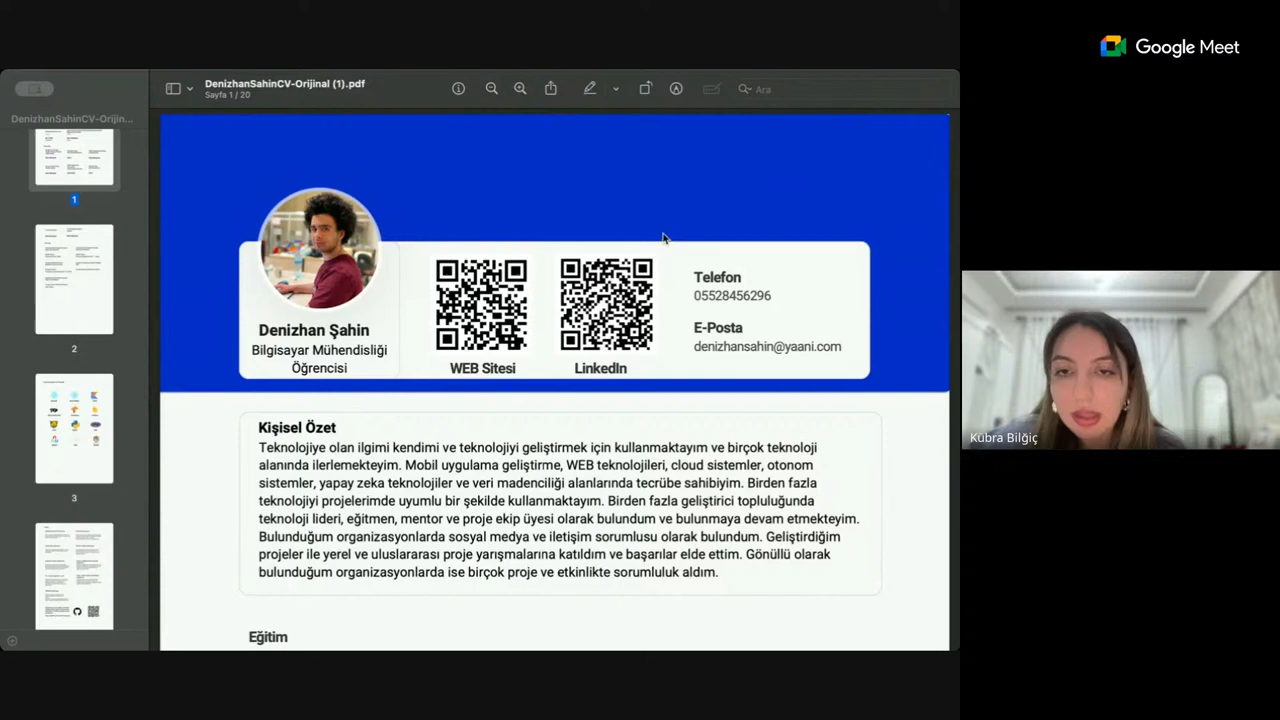 Google Meet
DenizhanSahinCV-Orijinal (1).pdf
Sayfa 1 / 20
Ara
DenizhanSahinCV-Orijin...
1
2
3
Denizhan Şahin
Bilgisayar Mühendisliği
Öğrencisi
WEB Sitesi
LinkedIn
Telefon
05528456296
E-Posta
denizhansahin@yaani.com
Kişisel Özet
Teknolojiye olan ilgimi kendimi ve teknolojiyi geliştirmek için kullanmaktayım ve birçok teknoloji
alanında ilerlemekteyim. Mobil uygulama geliştirme, WEB teknolojileri, cloud sistemler, otonom
sistemler, yapay zeka teknolojiler ve veri madenciliği alanlarında tecrübe sahibiyim. Birden fazla
teknolojiyi projelerimde uyumlu bir şekilde kullanmaktayım. Birden fazla geliştirici topluluğunda
teknoloji lideri, eğitmen, mentor ve proje ekip üyesi olarak bulundum ve bulunmaya devam etmekteyim.
Bulunduğum organizasyonlarda sosyal medya ve iletişim sorumlusu olarak bulundum. Geliştirdiğim
projeler ile yerel ve uluslararası proje yarışmalarına katıldım ve başarılar elde ettim. Gönüllü olarak
bulunduğum organizasyonlarda ise birçok proje ve etkinlikte sorumluluk aldım.
Eğitim
Kübra Bilğiç